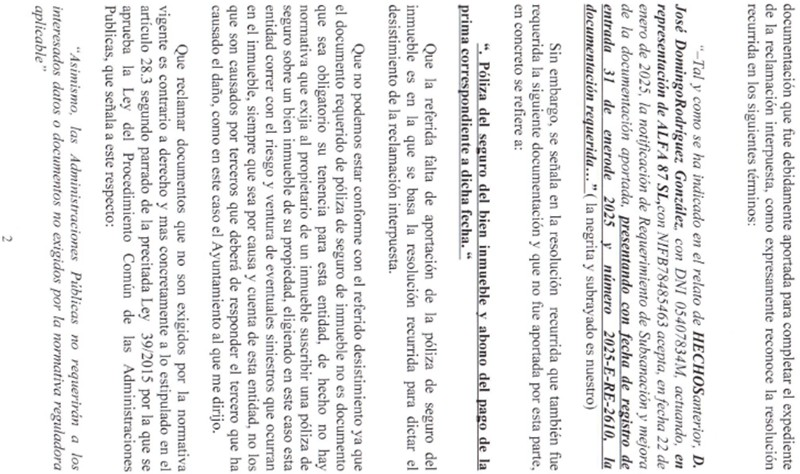 documentación que fue debidamente aportada para completar el expediente
de la reclamación interpuesta, como expresamente reconoce la resolución
recurrida en los siguientes términos:
"–Tal y como se ha indicado en el relato de HECHOSanterior, D.
José DomingoRodríguez González, con DNI 05407834M, actuando, en
representación de ALFA 87 SL,con NIFB78485463 acepta, en fecha 22 de
enero de 2025, la notificación de Requerimiento de Subsanación y mejora
de la documentación aportada, presentando con fecha de registro de
entrada 31 de enerode 2025 y número 2025-E-RE-2610, la
documentación requerida…" ( la negrita y subrayado es nuestro)
Sin embargo, se señala en la resolución recurrida que también fue
requerida la siguiente documentación y que no fue aportada por esta parte,
en concreto se refiere a:
". Póliza del seguro del bien inmueble y abono del pago de la
prima correspondiente a dicha fecha."
Que la referida falta de aportación de la póliza de seguro del
inmueble es en la que se basa la resolución recurrida para dictar el
desistimiento de la reclamación interpuesta.
Que no podemos estar conforme con el referido desistimiento ya que
el documento requerido de póliza de seguro de inmueble no es documento
que sea obligatorio su tenencia para esta entidad, de hecho no hay
normativa que exija al propietario de un inmueble suscribir una póliza de
seguro sobre un bien inmueble de su propiedad, eligiendo en este caso esta
entidad correr con el riesgo y ventura de eventuales siniestros que ocurran
en el inmueble, siempre que sea por causa y cuenta de esta entidad, no los
que son causados por terceros que deberá de responder el tercero que ha
causado el daño, como en este caso el Ayuntamiento al que me dirijo.
Que reclamar documentos que no son exigidos por la normativa
vigente es contrario a derecho y mas concretamente a lo estipulado en el
artículo 28.3 segundo parrado de la precitada Ley 39/2015 por la que se
aprueba la Ley del Procedimiento Común de las Administraciones
Publicas, que señala a este respecto:
"Asimismo, las Administraciones Públicas no requerirán a los
interesados datos o documentos no exigidos por la normativa reguladora
aplicable"
2